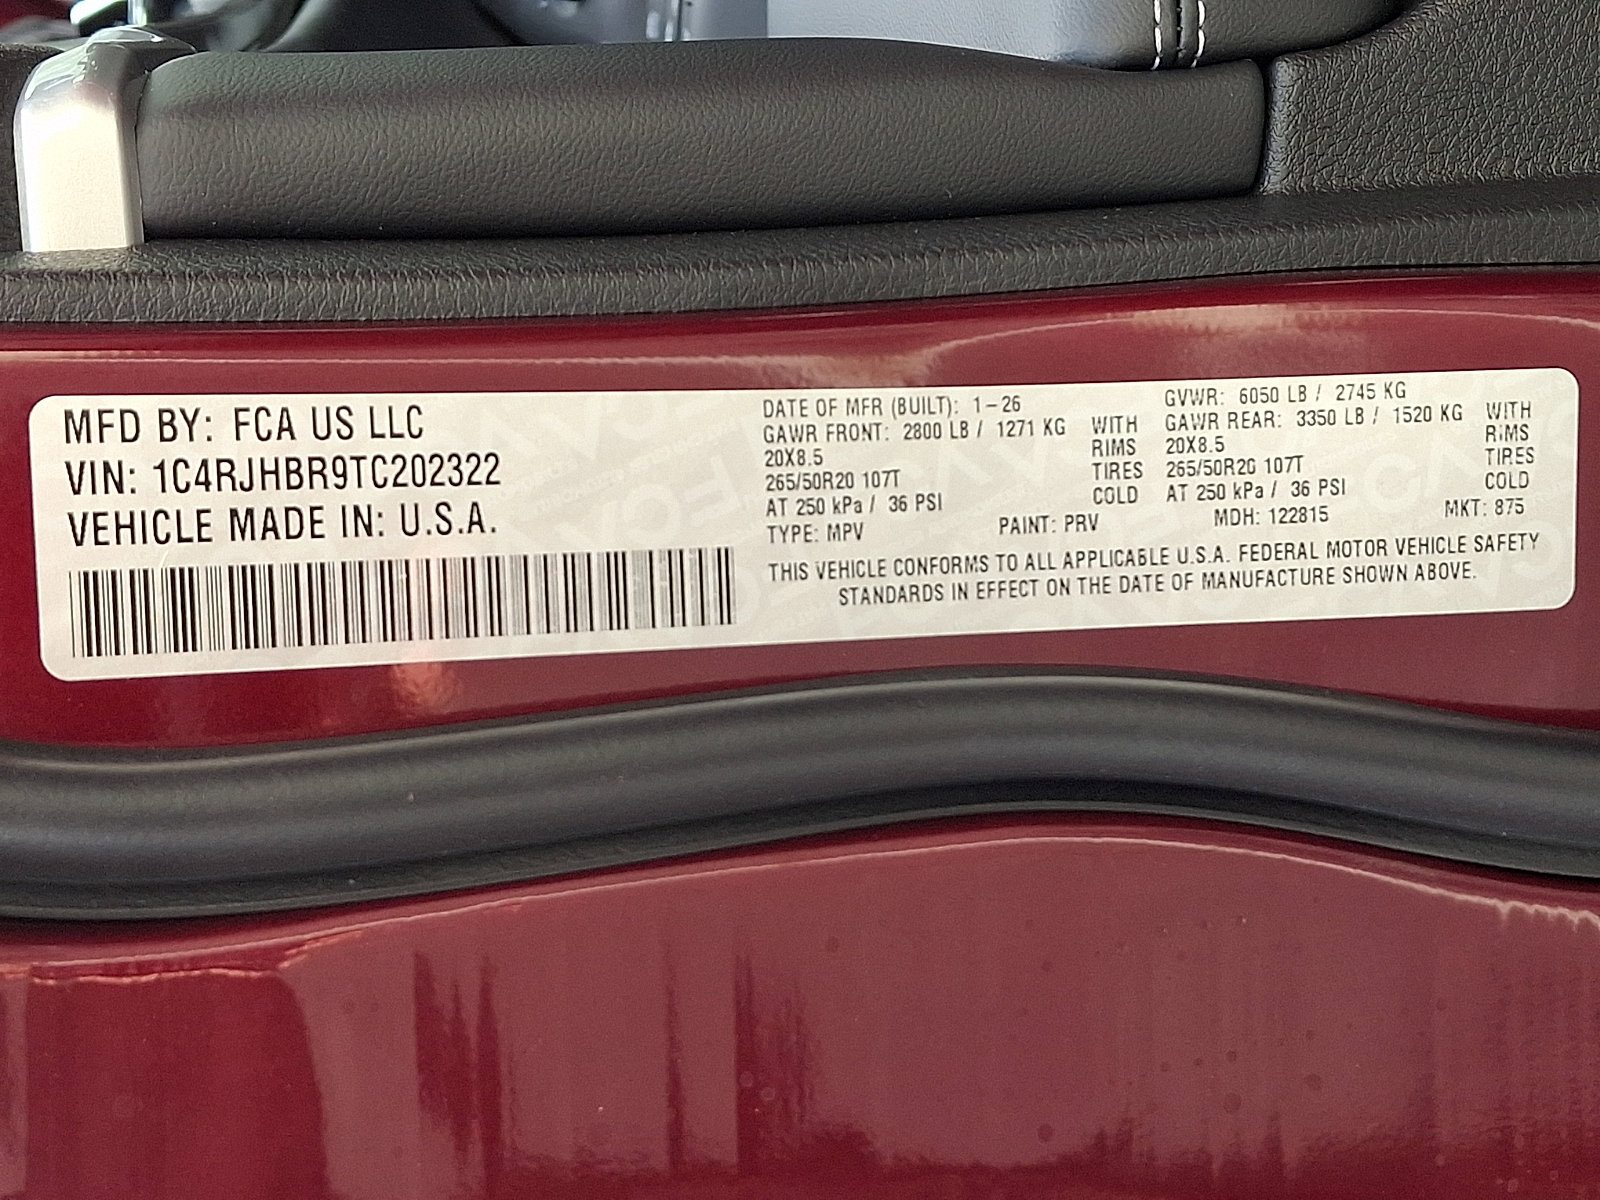 MFD BY: FCA US LLC
VIN: 1C4RJHBR9TC202322
VEHICLE MADE IN: U.S.A.
DATE OF MFR (BUILT): 1-26
GAWR FRONT: 2800 LB / 1271 KG WITH
20X8.5 RIMS
265/50R20 107T TIRES
AT 250 kPa / 36 PSI COLD
TYPE: MPV PAINT: PRV
GVWR: 6050 LB / 2745 KG
GAWR REAR: 3350 LB / 1520 KG WITH
20X8.5 RIMS
265/50R20 107T TIRES
AT 250 kPa / 36 PSI COLD
MDH: 122815 MKT: 875
THIS VEHICLE CONFORMS TO ALL APPLICABLE U.S.A. FEDERAL MOTOR VEHICLE SAFETY
STANDARDS IN EFFECT ON THE DATE OF MANUFACTURE SHOWN ABOVE.